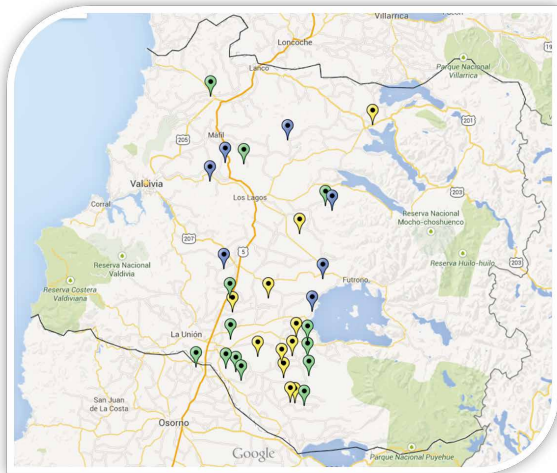 Villarrica
Loncoche
Lanco
Parque Nacional
Villarrica
201
205
Mafil
Valdivia
Los Lagos
203
Corral
Reserva Nacional
Mocho-choshuenco
207
5
203
Reserva Nacional
Valdivia
Reserva Huilo-huilo
Futrono
Reserva Costera
Valdiviana
La Unión
San Juan
de La Costa
Osorno
Google
Parque Nacional Puyehue